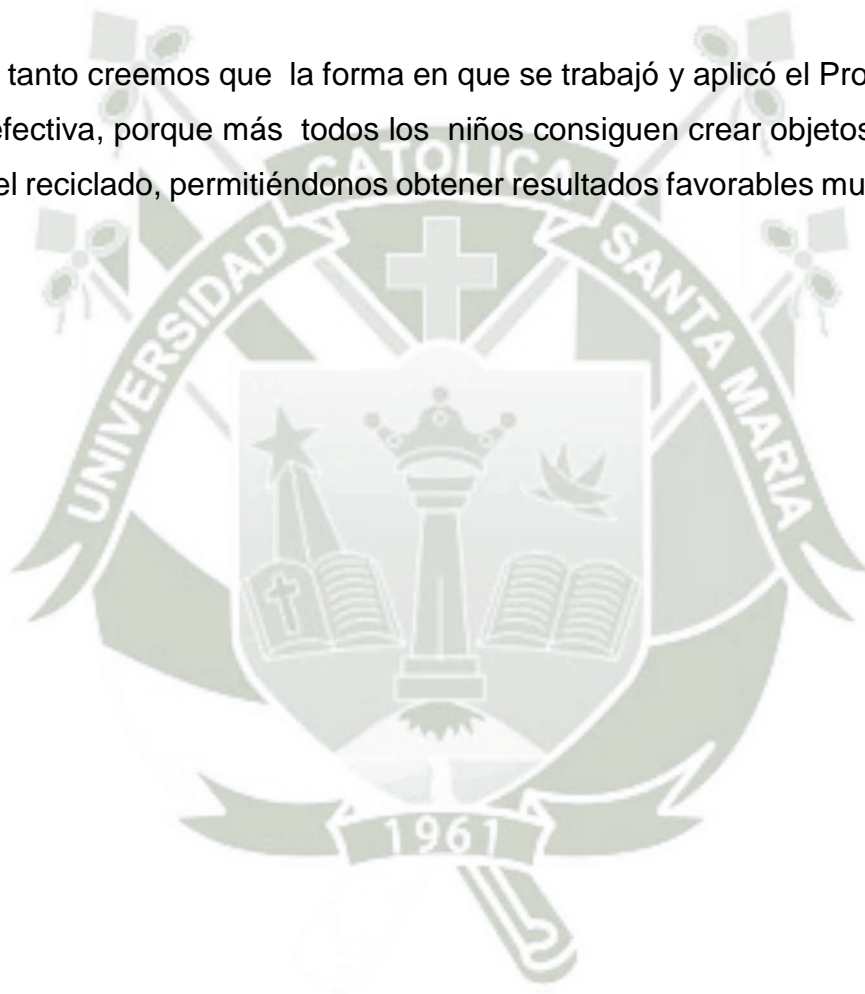 tanto creemos que la forma en que se trabajó y aplicó el Pro
efectiva, porque más todos los niños consiguen crear objetos
el reciclado, permitiéndonos obtener resultados favorables mu
UNIVERSIDAD CATOLICA SANTA MARIA
1961